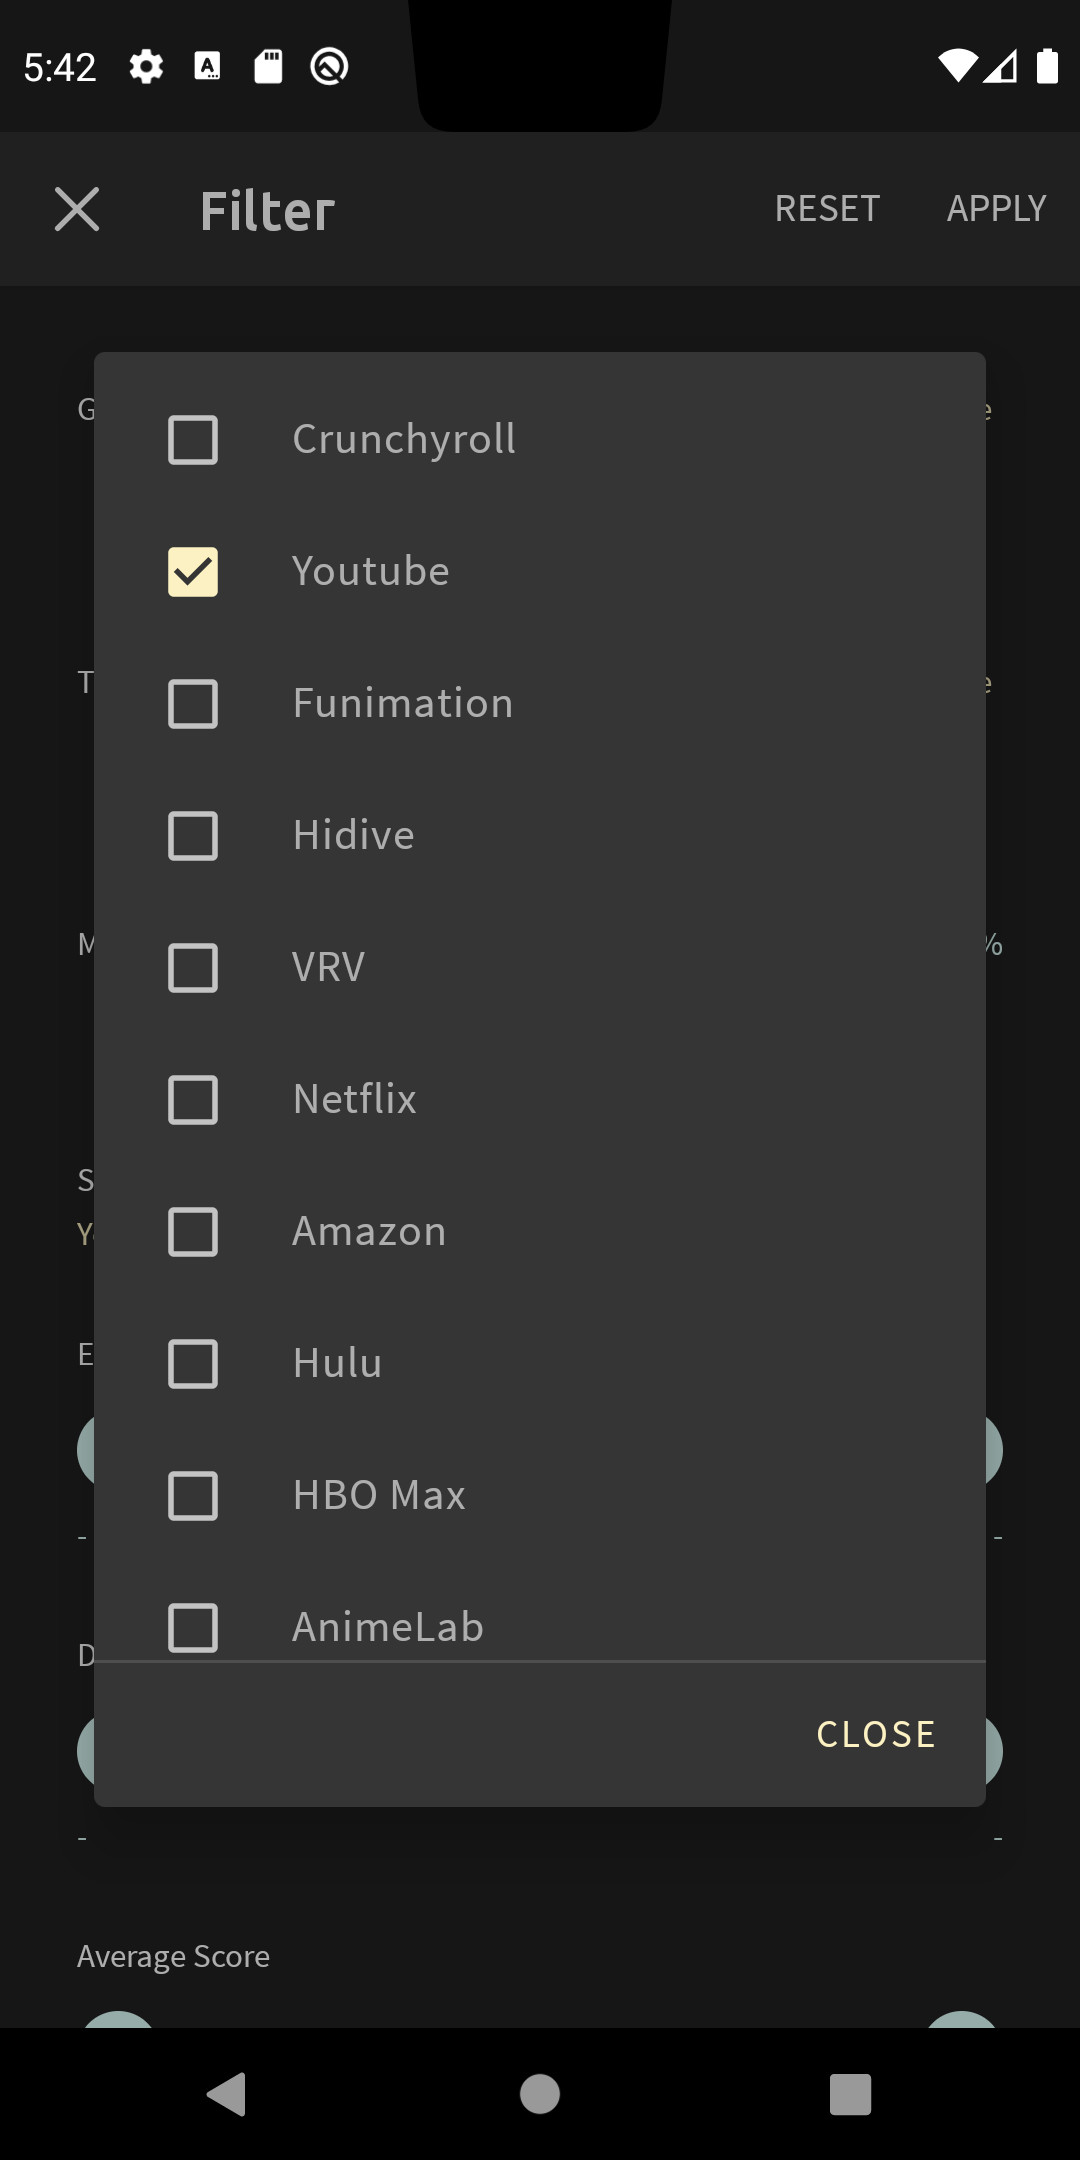 5:42
Filter
RESET
APPLY
Crunchyroll
Youtube
Funimation
Hidive
VRV
Netflix
Amazon
Hulu
HBO Max
AnimeLab
CLOSE
-
-
-
-
%
Average Score